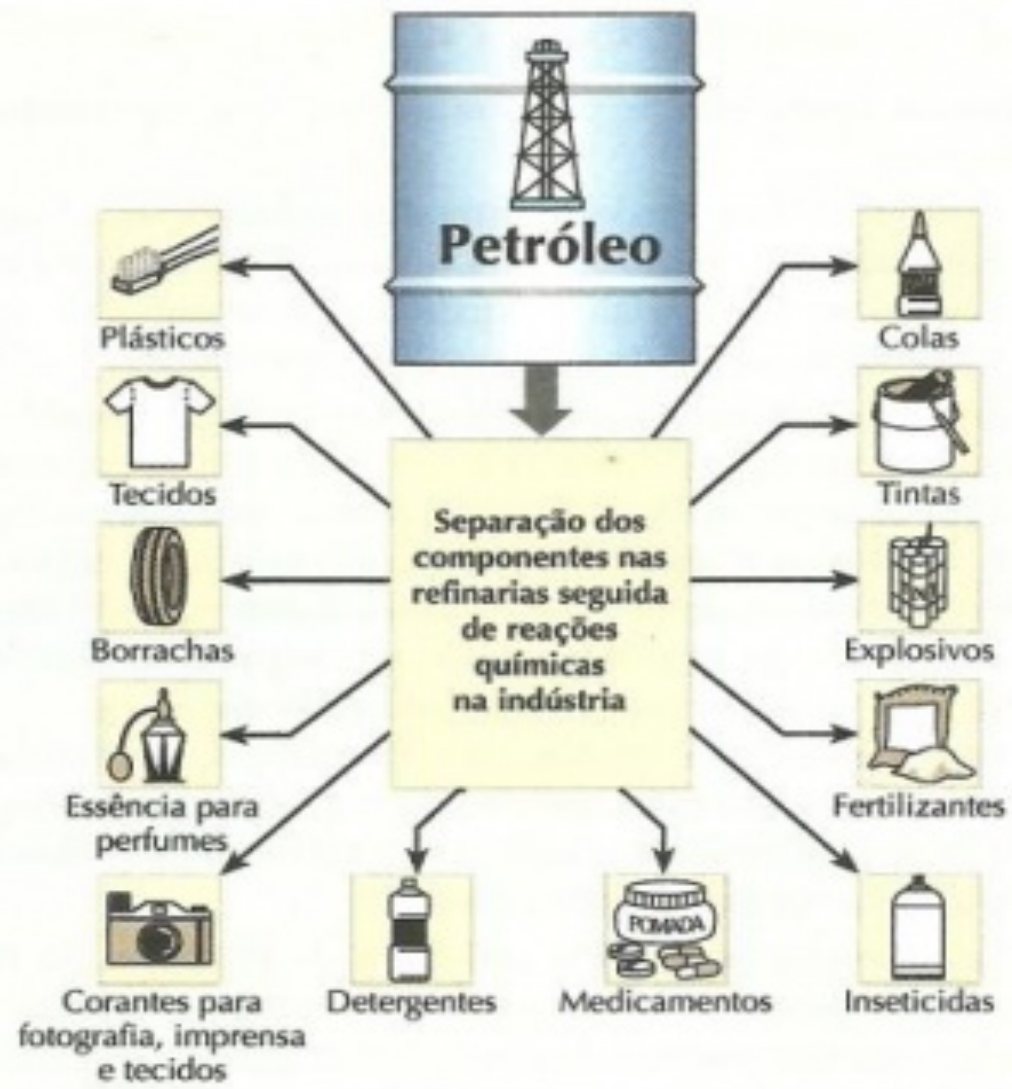 Petróleo
Plásticos
Colas
Tecidos
Tintas
Separação dos
componentes nas
refinarias seguida
de reações
químicas
na indústria
Borrachas
Explosivos
Essência para
perfumes
Fertilizantes
Corantes para
fotografia, imprensa
e tecidos
Detergentes
POMADA
Medicamentos
Inseticidas